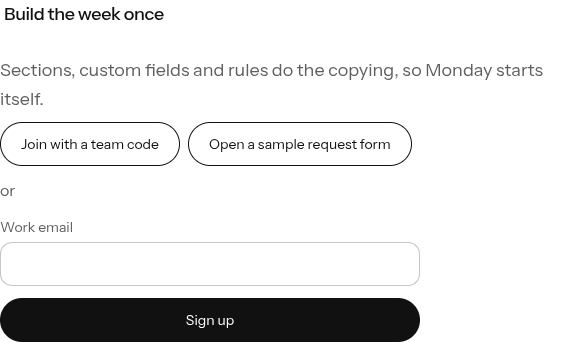 Build the week once
Sections, custom fields and rules do the copying, so Monday starts
itself.
Join with a team code
Open a sample request form
or
Work email
Sign up